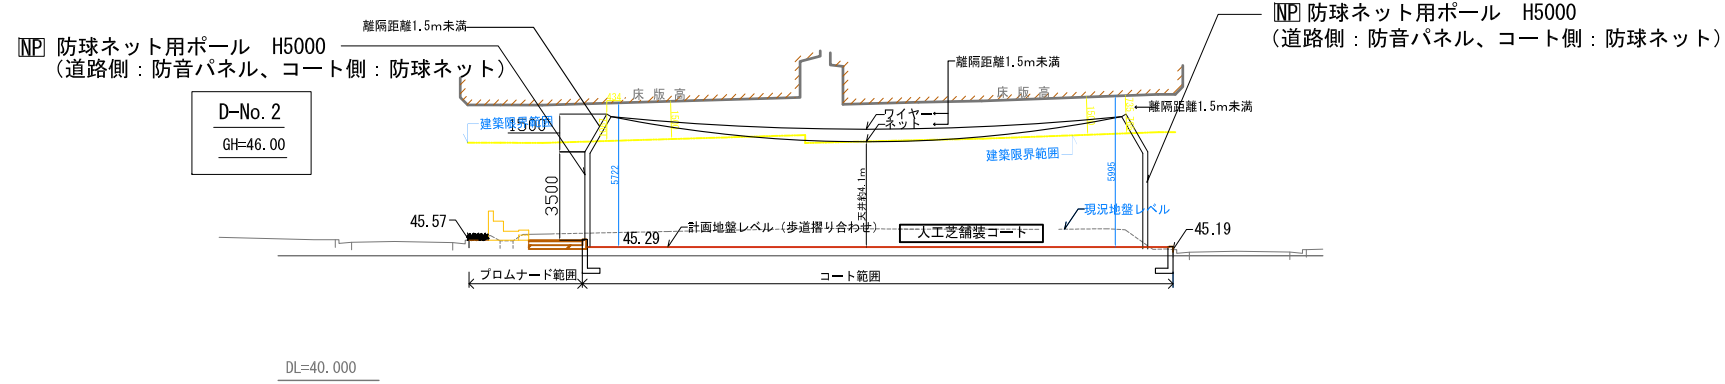 離隔距離1.5m未満
NP 防球ネット用ポール H5000
(道路側：防音パネル、コート側：防球ネット)
NP 防球ネット用ポール H5000
(道路側：防音パネル、コート側：防球ネット)
離隔距離1.5m未満
床 版 高
床 版 高
D-No.2
GH=46.00
建築限界範囲
1500
ワイヤー
ネット
離隔距離1.5m未満
建築限界範囲
5722
5995
3500
天井約4.1m
45.57
45.29
計画地盤レベル（歩道摺り合わせ）
人工芝舗装コート
現況地盤レベル
45.19
プロムナード範囲
コート範囲
DL=40.000